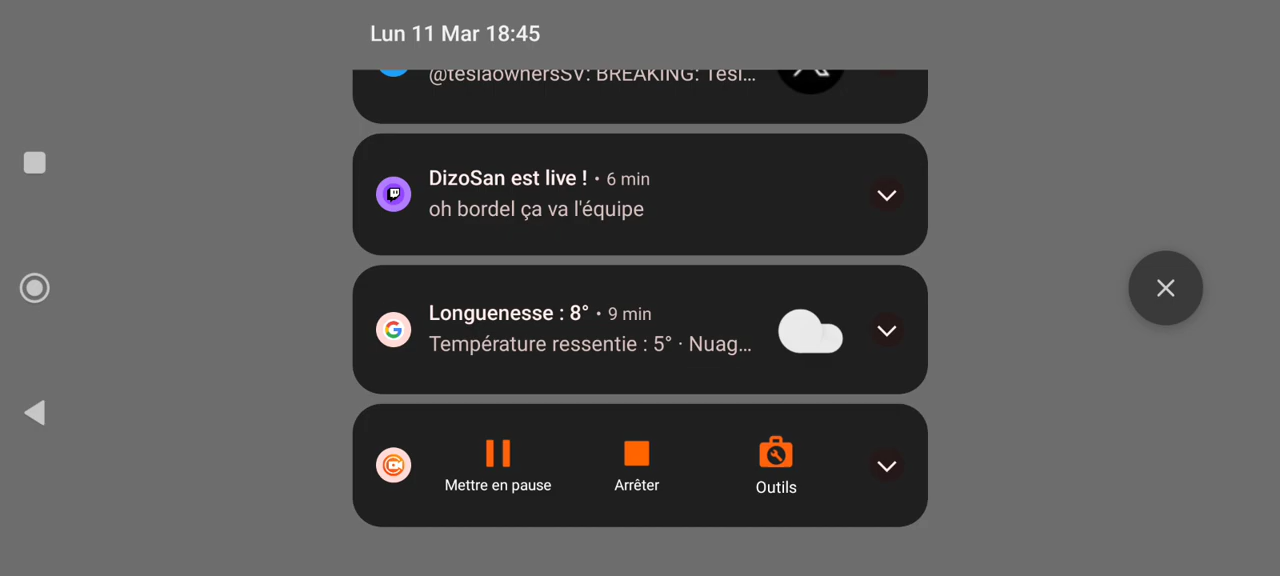 Lun 11 Mar 18:45
@teslaownersSV: BREAKING: Tesl...
DizoSan est live ! • 6 min
oh bordel ça va l'équipe
Longuenesse : 8° • 9 min
Température ressentie : 5° · Nuag...
Mettre en pause
Arrêter
Outils